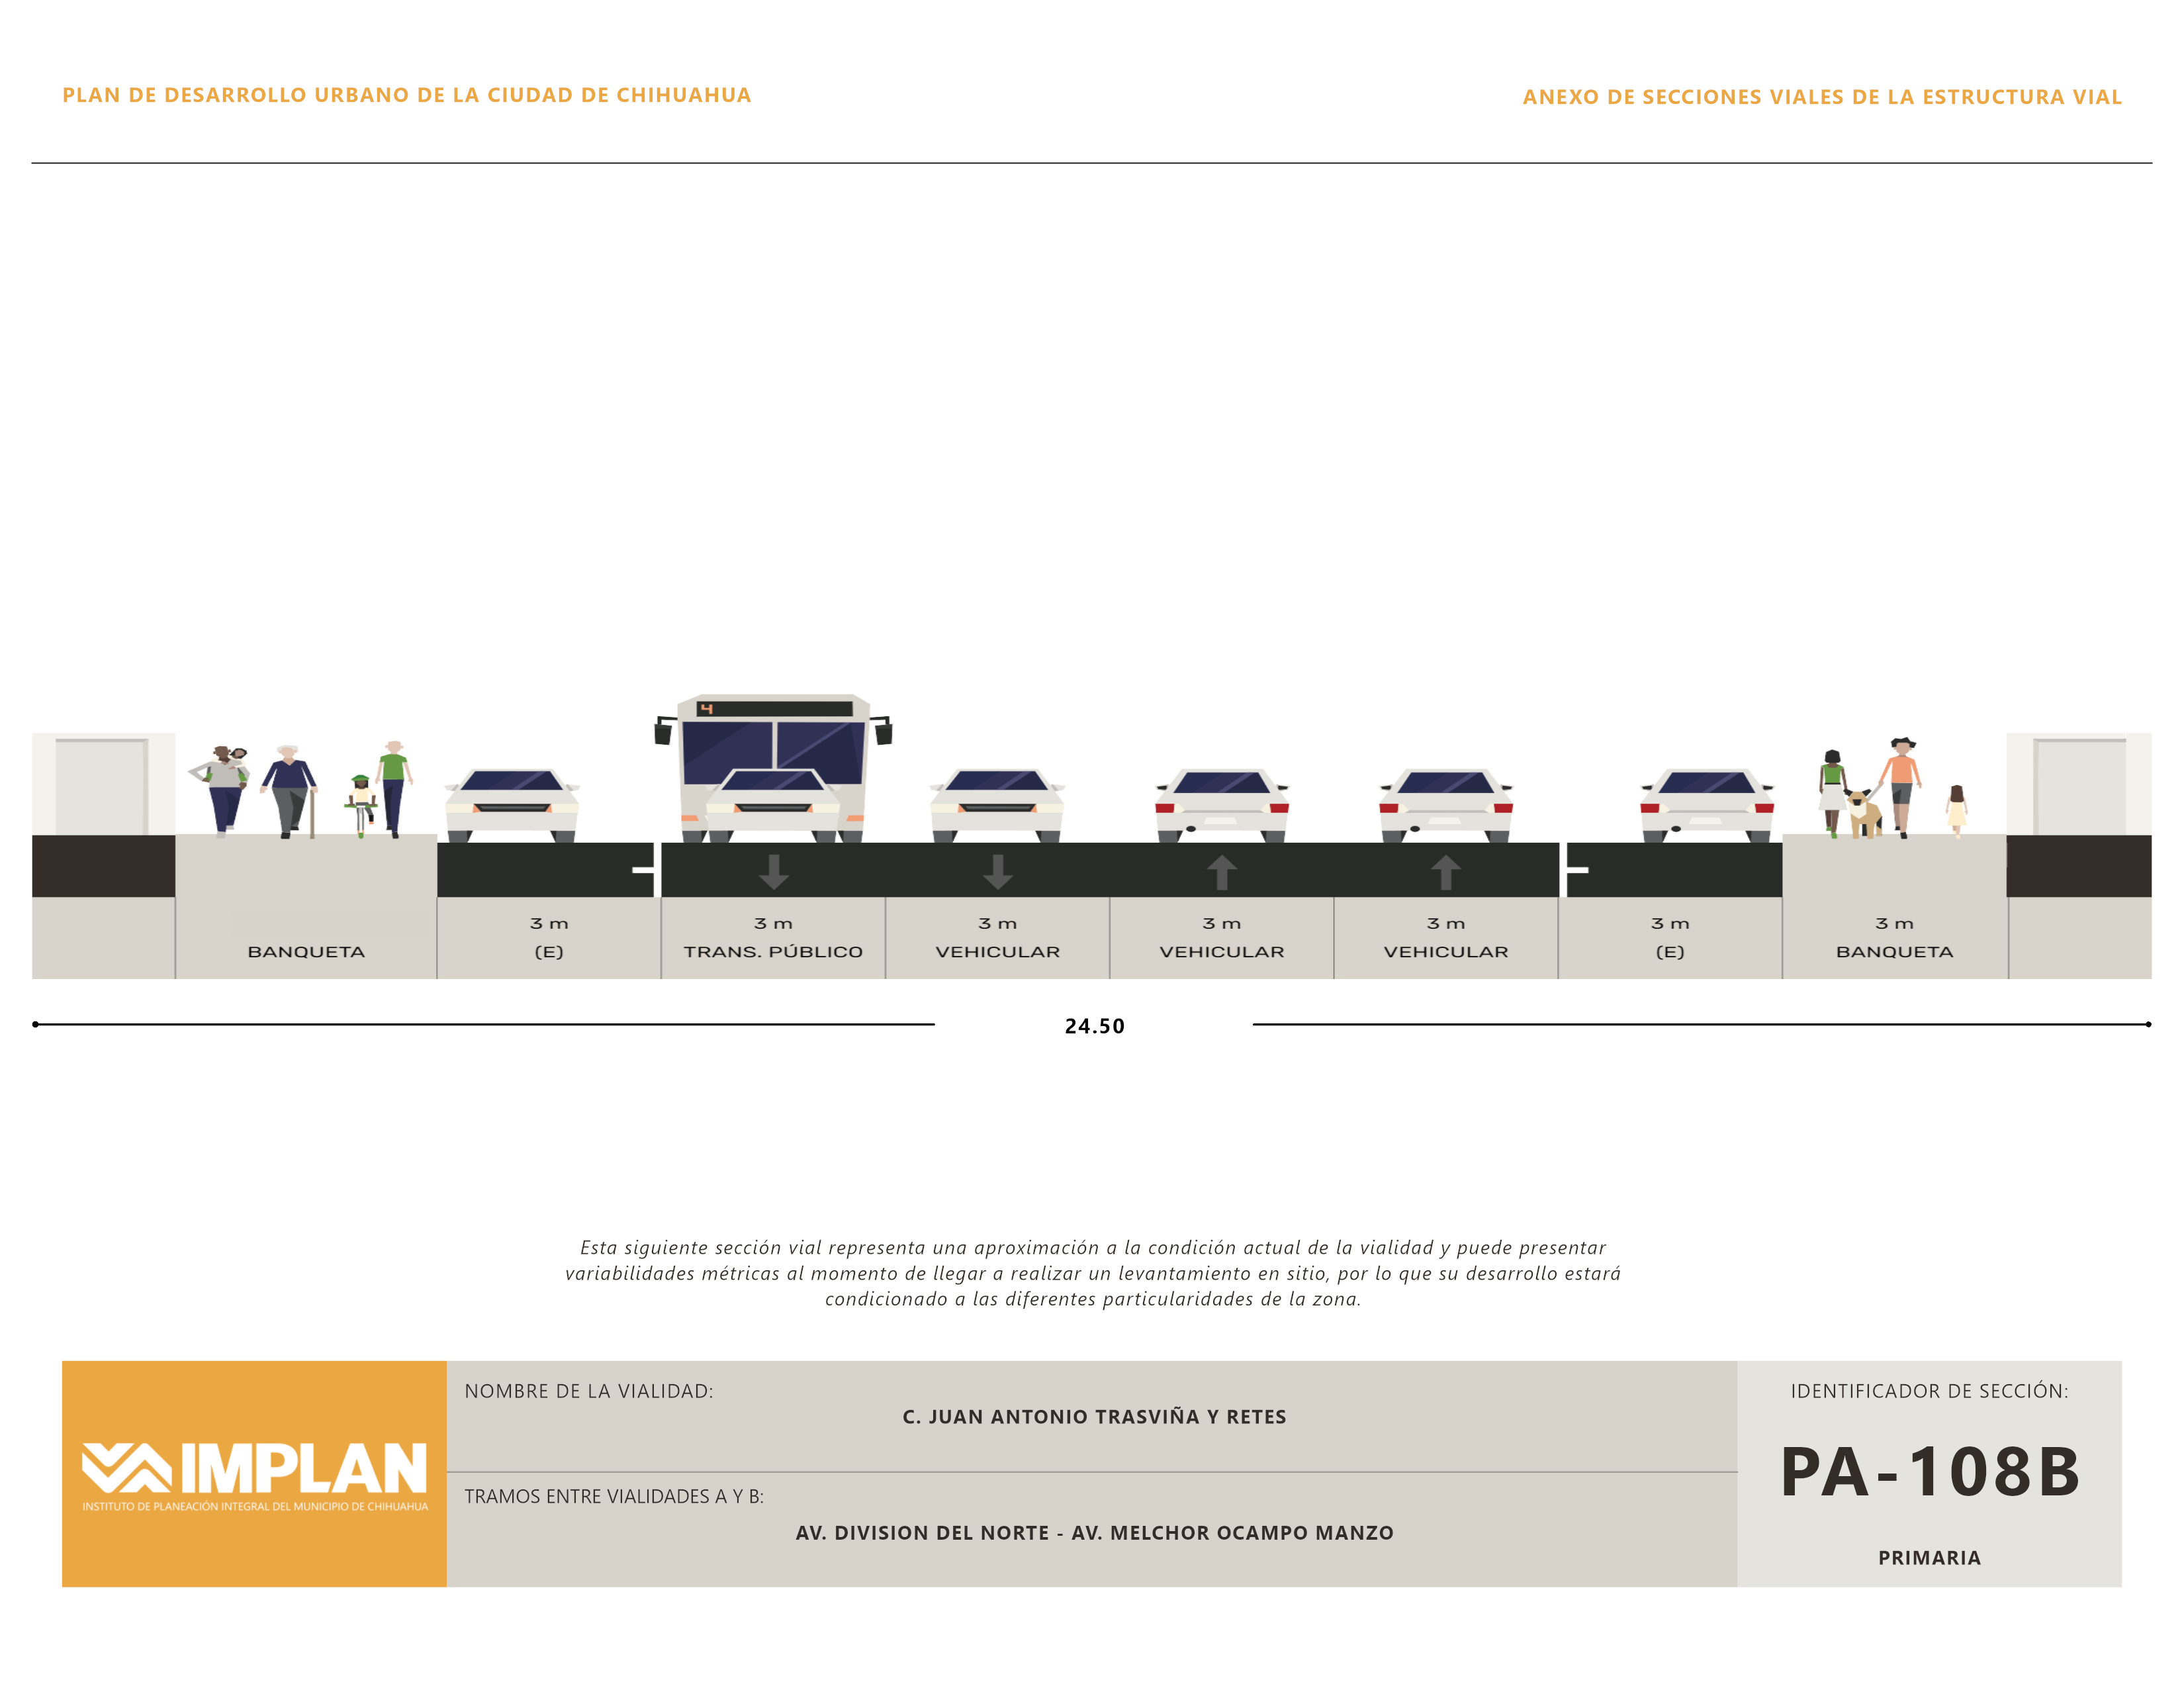 PLAN DE DESARROLLO URBANO DE LA CIUDAD DE CHIHUAHUA
ANEXO DE SECCIONES VIALES DE LA ESTRUCTURA VIAL
4
3 m 3 m 3 m 3 m 3 m 3 m 3 m
BANQUETA (E) TRANS. PÚBLICO VEHICULAR VEHICULAR VEHICULAR (E) BANQUETA
24.50
Esta siguiente sección vial representa una aproximación a la condición actual de la vialidad y puede presentar
variabilidades métricas al momento de llegar a realizar un levantamiento en sitio, por lo que su desarrollo estará
condicionado a las diferentes particularidades de la zona.
IMPLAN
INSTITUTO DE PLANEACIÓN INTEGRAL DEL MUNICIPIO DE CHIHUAHUA
NOMBRE DE LA VIALIDAD:
C. JUAN ANTONIO TRASVIÑA Y RETES
TRAMOS ENTRE VIALIDADES A Y B:
AV. DIVISION DEL NORTE - AV. MELCHOR OCAMPO MANZO
IDENTIFICADOR DE SECCIÓN:
PA-108B
PRIMARIA